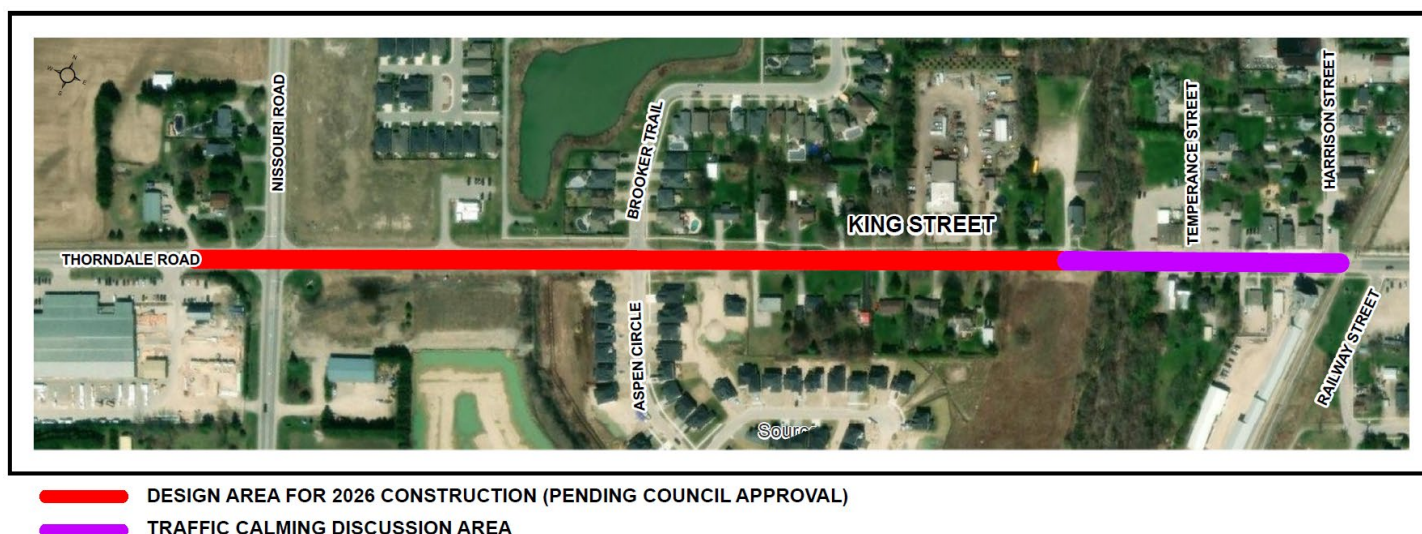 NISSOURI ROAD
BROOKER TRAIL
KING STREET
TEMPERANCE STREET
HARRISON STREET
THORNDALE ROAD
ASPEN CIRCLE
RAILWAY STREET
DESIGN AREA FOR 2026 CONSTRUCTION (PENDING COUNCIL APPROVAL)
TRAFFIC CALMING DISCUSSION AREA